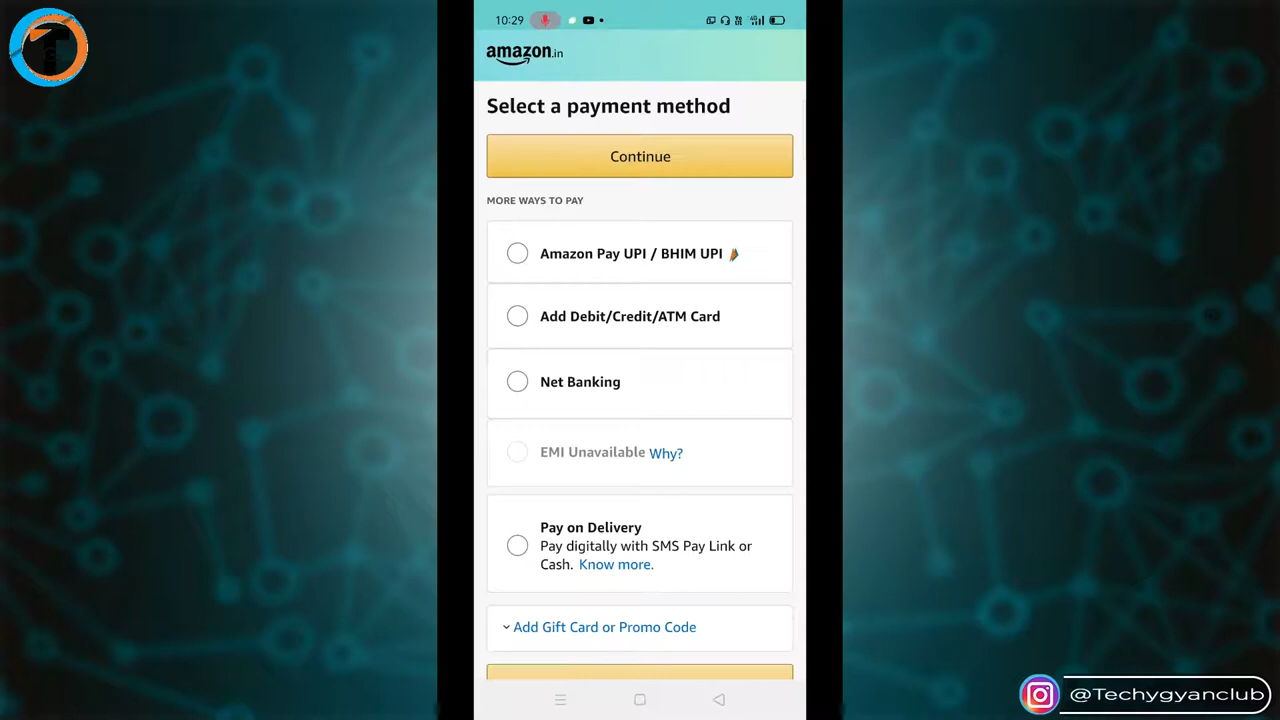 10:29
amazon.in
Select a payment method
Continue
MORE WAYS TO PAY
Amazon Pay UPI / BHIM UPI
Add Debit/Credit/ATM Card
Net Banking
EMI Unavailable Why?
Pay on Delivery
Pay digitally with SMS Pay Link or
Cash. Know more.
Add Gift Card or Promo Code
@Techygyanclub